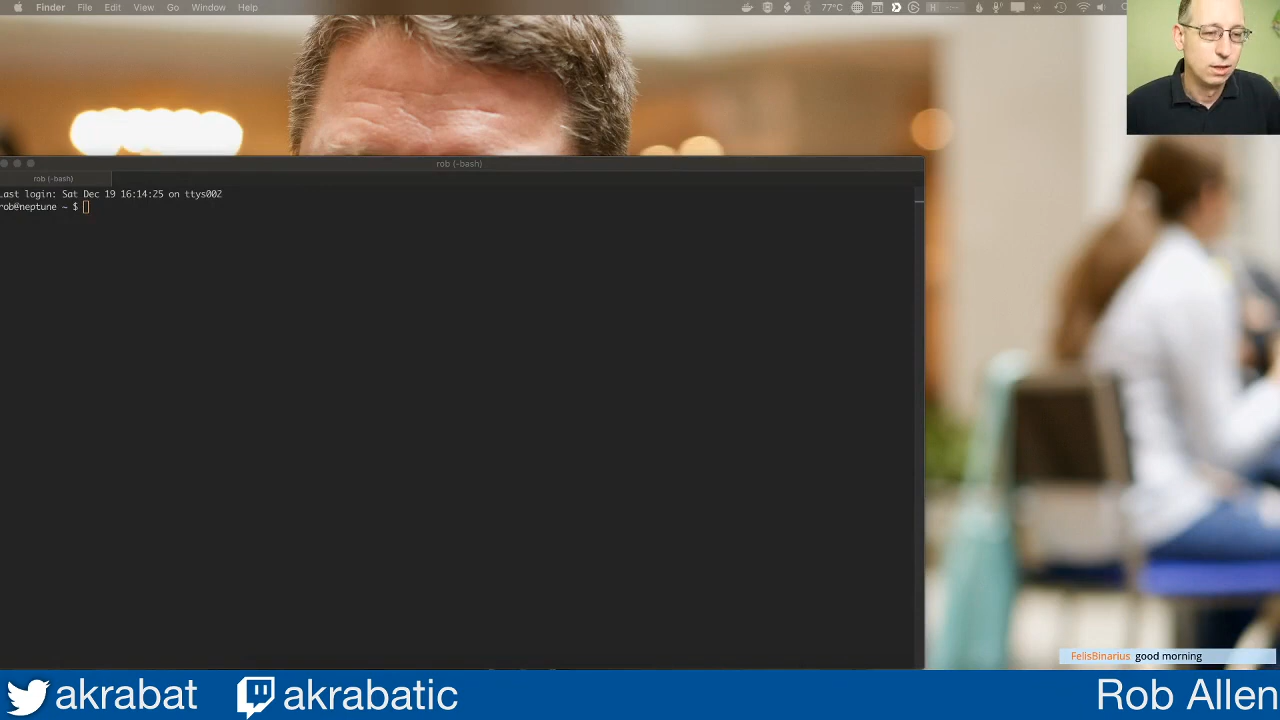 Finder File Edit View Go Window Help
77°C
rob (-bash)
rob (-bash)
Last login: Sat Dec 19 16:14:25 on ttys002
rob@neptune ~ $
FelisBinarius good morning
akrabat akrabatic Rob Allen